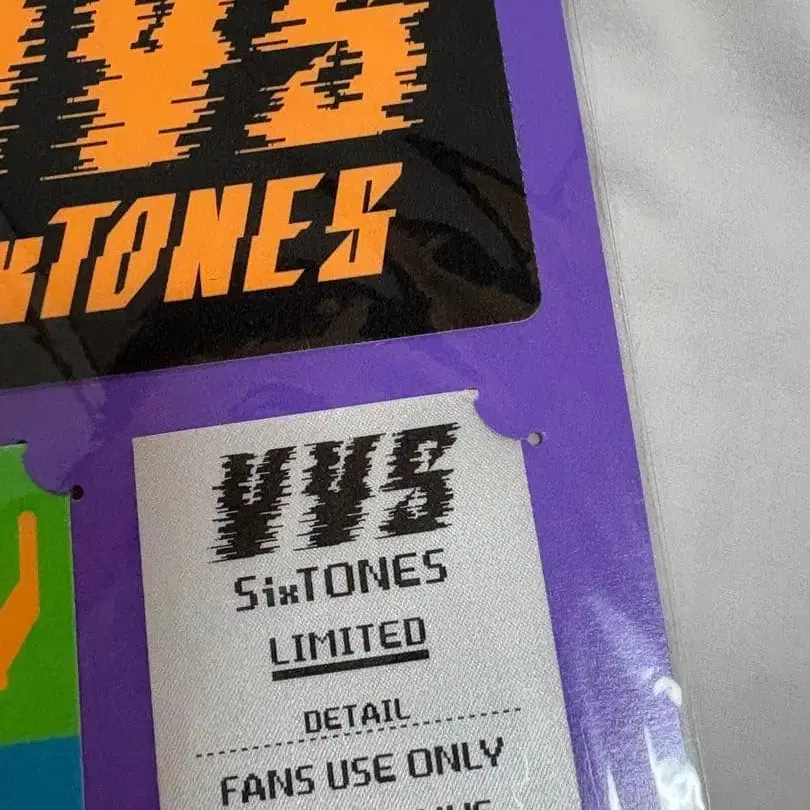 VVS
SixTONES
VVS
SixTONES
LIMITED
DETAIL
FANS USE ONLY